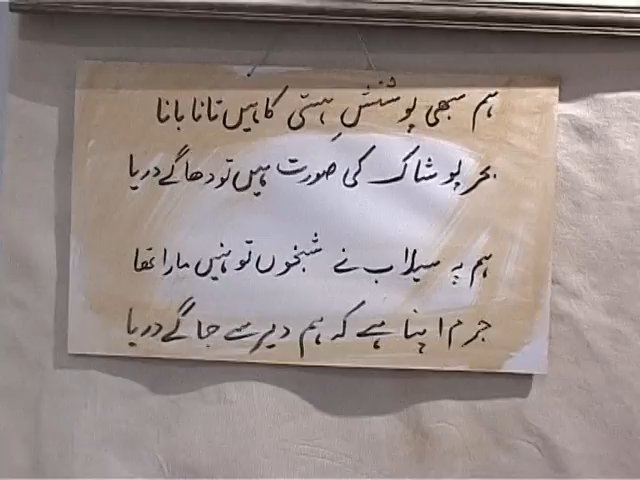 ہم سبھی پوششِ ہستی کا ہیں تانا بانا
بحر پوشاک کی صورت ہیں تو دھاگے دریا
ہم پہ سیلاب نے شبخوں تو نہیں مارا تھا
جرم اپنا ہے کہ ہم دیر سے جاگے دریا